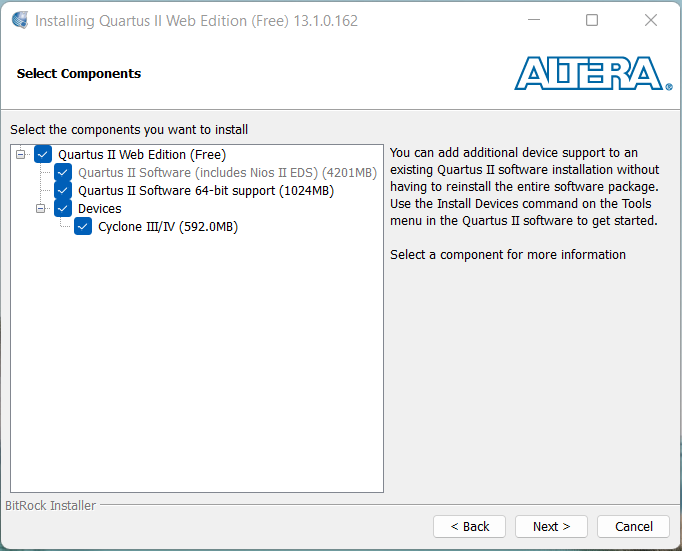 Installing Quartus II Web Edition (Free) 13.1.0.162
Select Components
ALTERA®
Select the components you want to install
Quartus II Web Edition (Free)
Quartus II Software (includes Nios II EDS) (4201MB)
Quartus II Software 64-bit support (1024MB)
Devices
Cyclone III/IV (592.0MB)
You can add additional device support to an
existing Quartus II software installation without
having to reinstall the entire software package.
Use the Install Devices command on the Tools
menu in the Quartus II software to get started.
Select a component for more information
BitRock Installer
< Back
Next >
Cancel